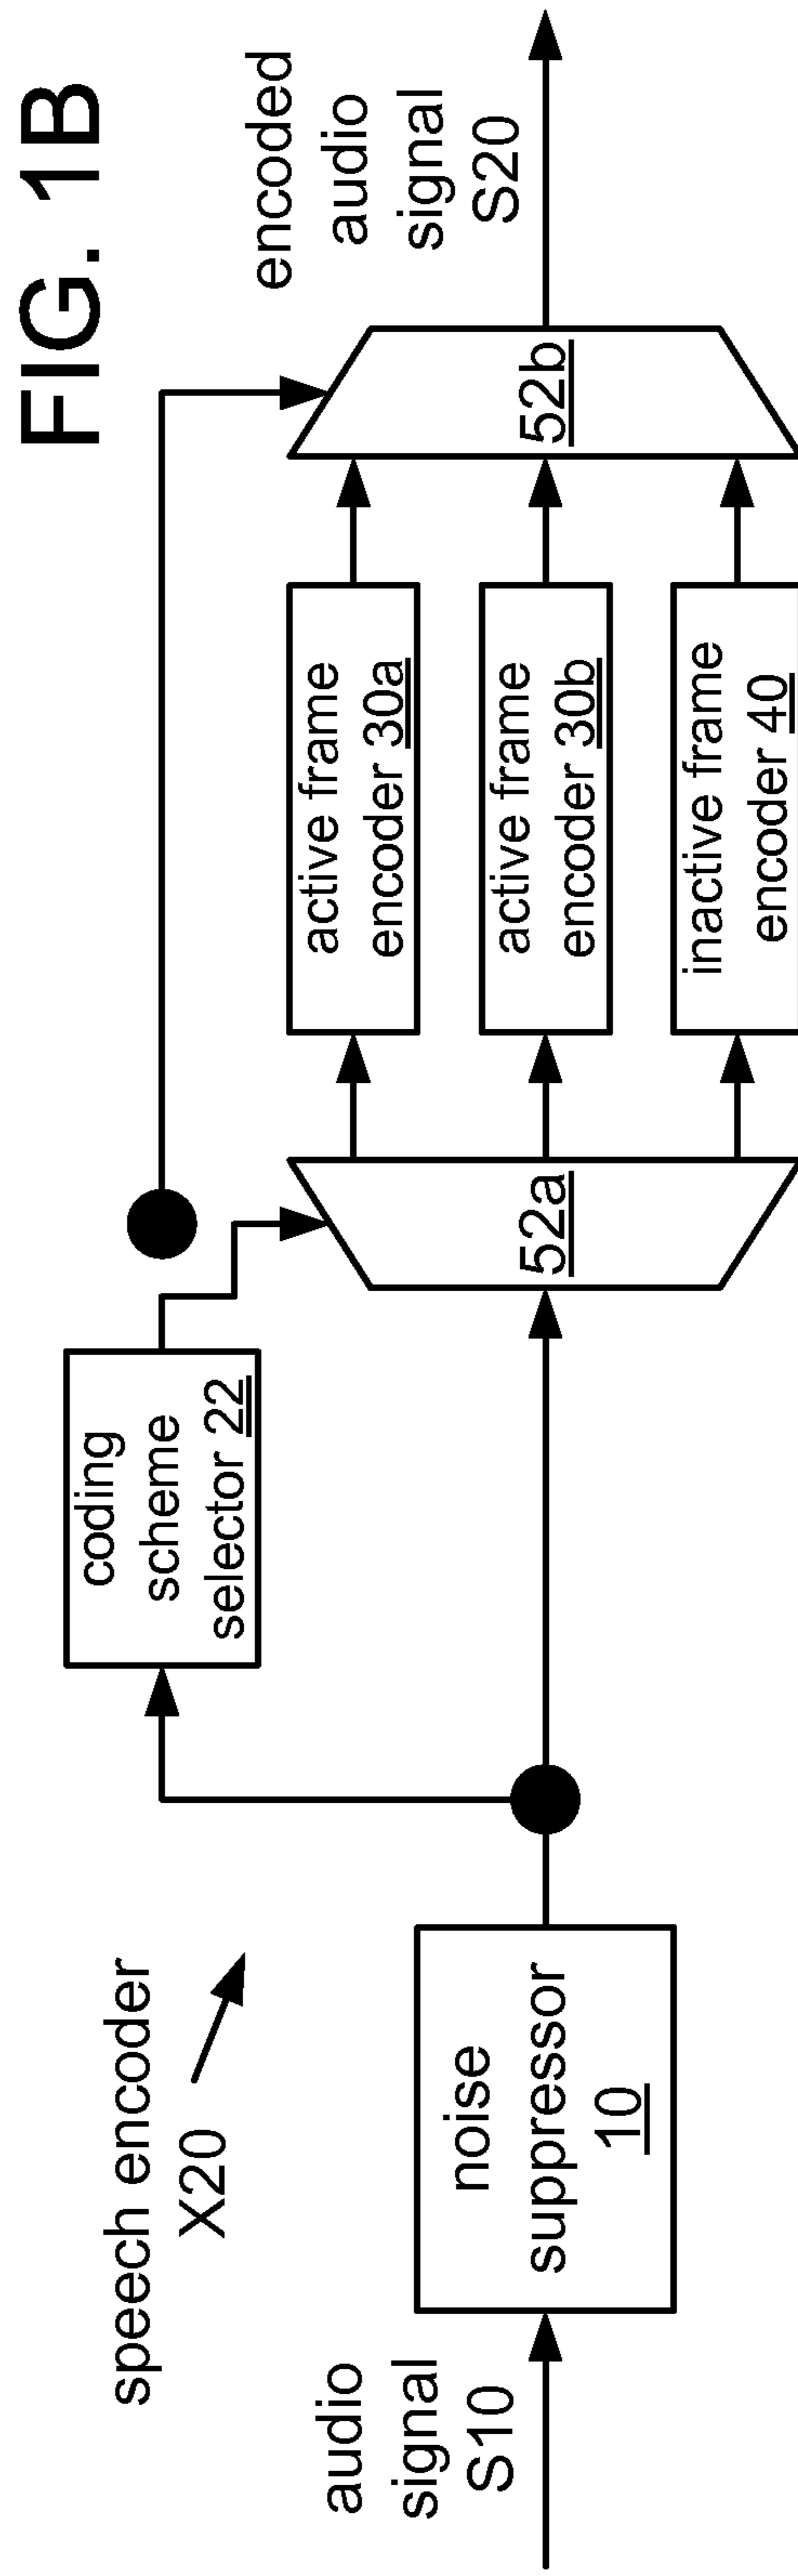 FIG. 1B
speech encoder
X20
audio
signal
S10
noise
suppressor
10
coding
scheme
selector 22
52a
active frame
encoder 30a
active frame
encoder 30b
inactive frame
encoder 40
52b
encoded
audio
signal
S20